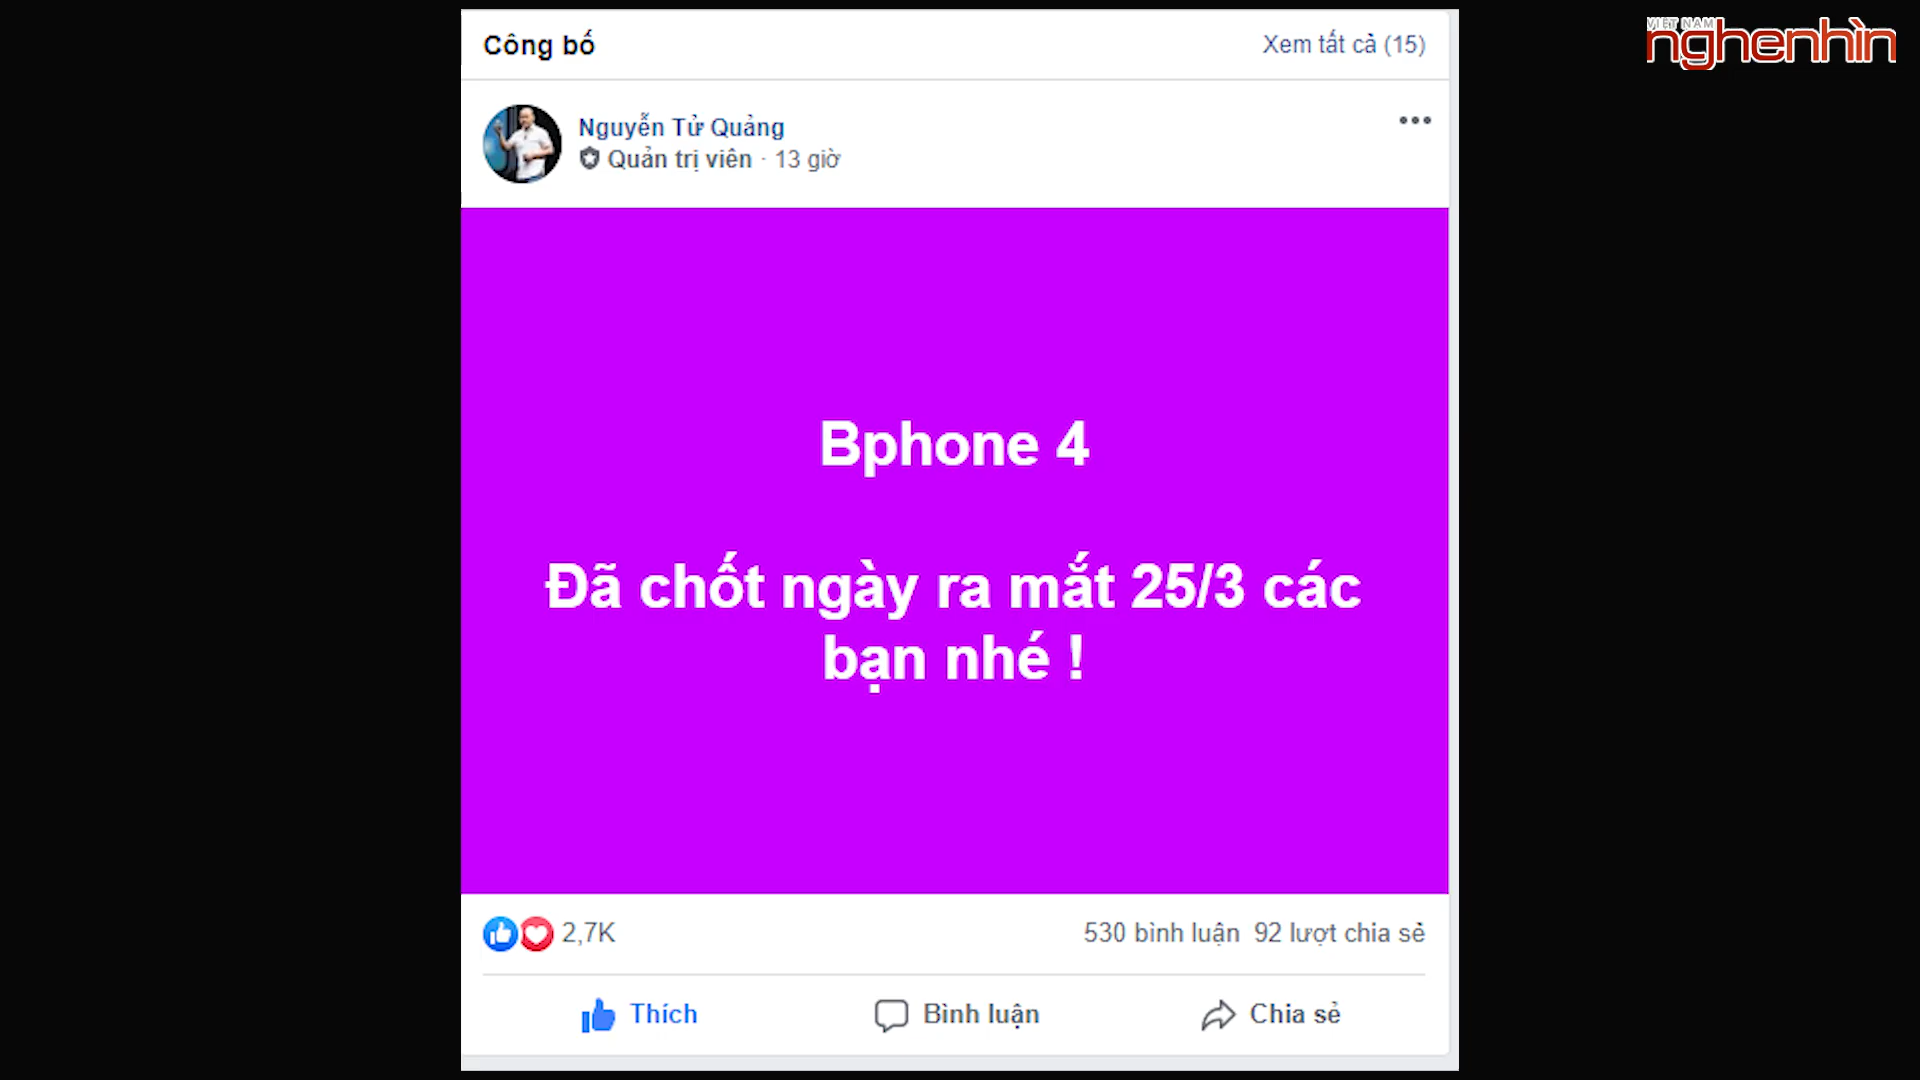 Công bố
Xem tất cả (15)
VIET NAM
nghenhìn
Nguyễn Tử Quảng
Quản trị viên · 13 giờ
Bphone 4
Đã chốt ngày ra mắt 25/3 các
bạn nhé !
2,7K
530 bình luận 92 lượt chia sẻ
Thích
Bình luận
Chia sẻ